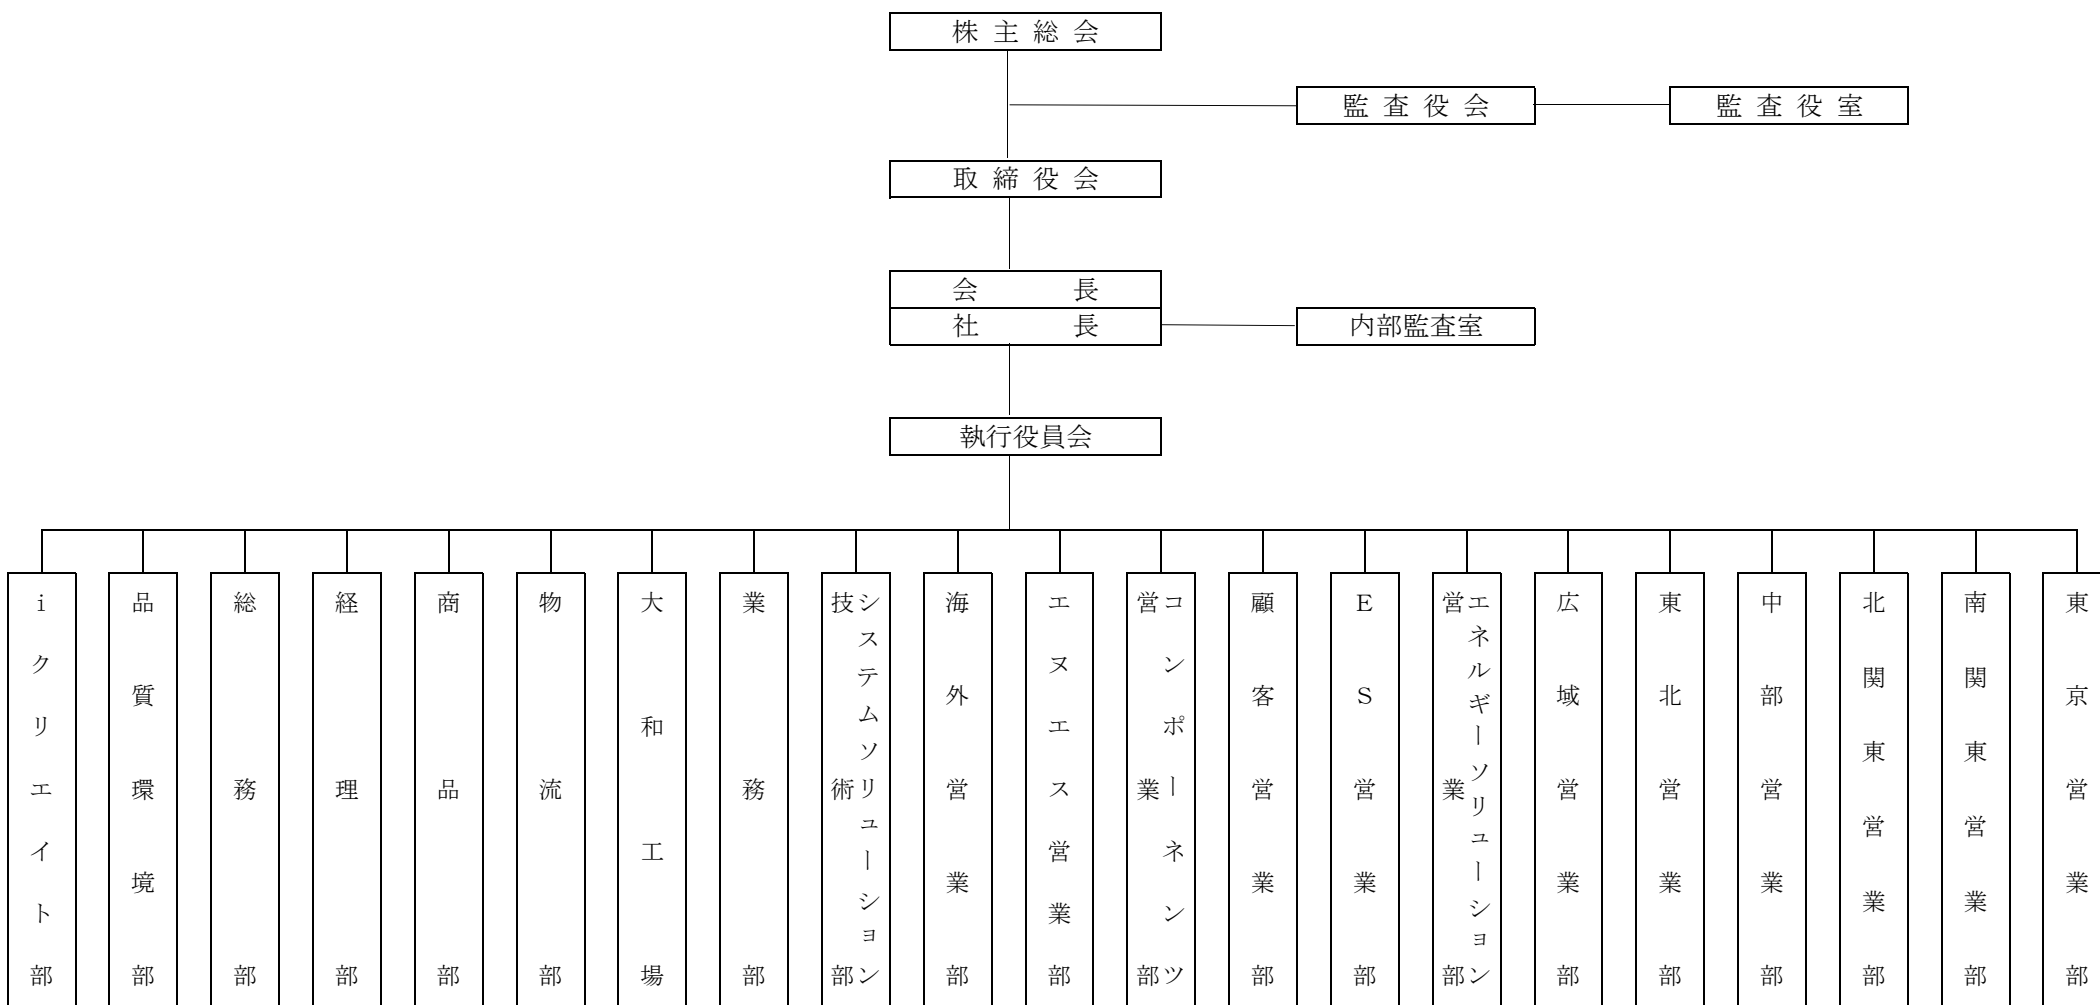 株主総会
監査役会
監査役室
取締役会
会長
社長
内部監査室
執行役員会
iクリエイト部
品質環境部
総務部
経理部
商品部
物流部
大和工場
業務部
システムソリューション
技術部
海外営業部
エヌエス営業部
コンポーネンツ
営業部
顧客営業部
ES営業部
エネルギーソリューション
営業部
広域営業部
東北営業部
中部営業部
北関東営業部
南関東営業部
東京営業部